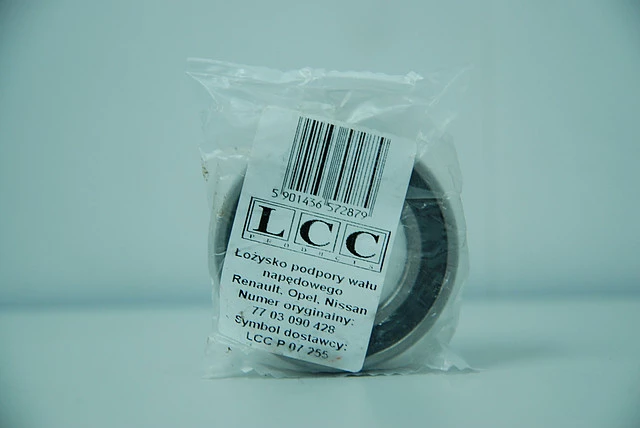 5 901436 572879
LCC
PRODUCTS
Łożysko podpory wału
napędowego
Renault, Opel, Nissan
Numer oryginalny:
77 03 090 428
Symbol dostawcy:
LCC P 07 255